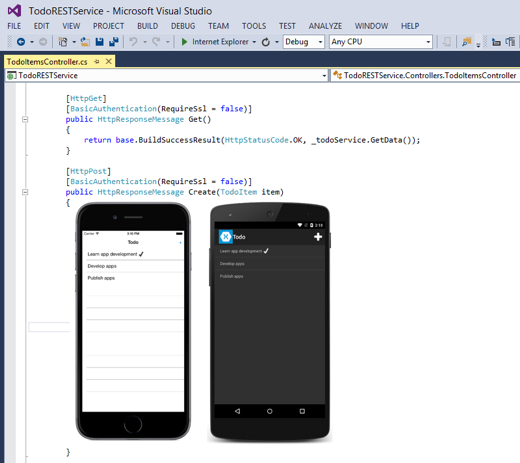 TodoRESTService - Microsoft Visual Studio
FILE EDIT VIEW PROJECT BUILD DEBUG TEAM TOOLS TEST ANALYZE WINDOW HELP
Internet Explorer Debug Any CPU
TodoItemsController.cs
TodoRESTService TodoRESTService.Controllers.TodoItemsController
[HttpGet]
[BasicAuthentication(RequireSsl = false)]
public HttpResponseMessage Get()
{
return base.BuildSuccessResult(HttpStatusCode.OK, _todoService.GetData());
}
[HttpPost]
[BasicAuthentication(RequireSsl = false)]
public HttpResponseMessage Create(TodoItem item)
{
Carrier
Todo +
Learn app development ✓
Develop apps
Publish apps
Todo
Learn app development ✓
Develop apps
Publish apps
}